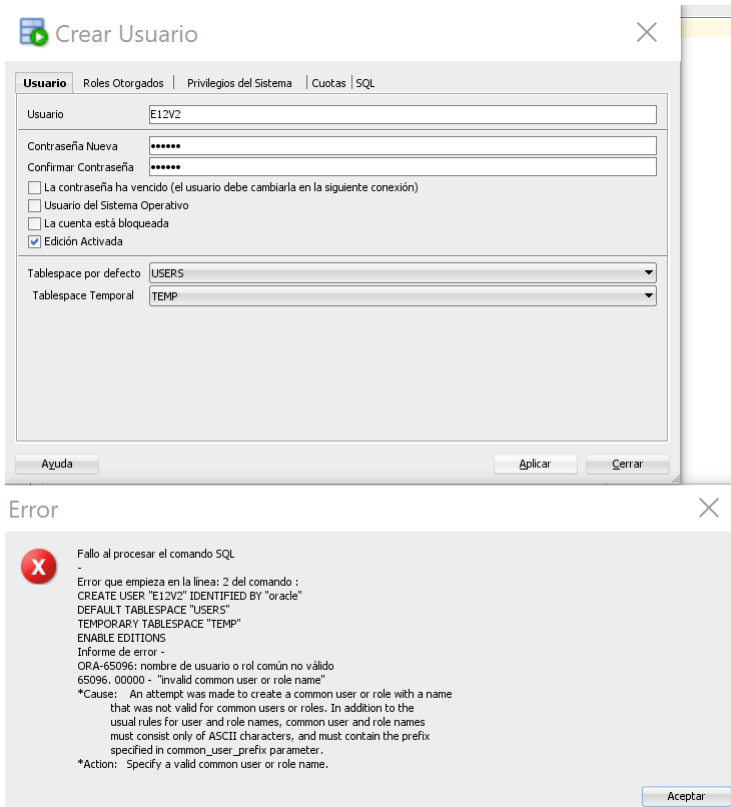 Crear Usuario
Usuario Roles Otorgados Privilegios del Sistema Cuotas SQL
Usuario E12V2
Contraseña Nueva ●●●●●●
Confirmar Contraseña ●●●●●●
La contraseña ha vencido (el usuario debe cambiarla en la siguiente conexión)
Usuario del Sistema Operativo
La cuenta está bloqueada
Edición Activada
Tablespace por defecto USERS
Tablespace Temporal TEMP
Ayuda Aplicar Cerrar
Error
Fallo al procesar el comando SQL
-
Error que empieza en la línea: 2 del comando :
CREATE USER "E12V2" IDENTIFIED BY "oracle"
DEFAULT TABLESPACE "USERS"
TEMPORARY TABLESPACE "TEMP"
ENABLE EDITIONS
Informe de error -
ORA-65096: nombre de usuario o rol común no válido
65096. 00000 - "invalid common user or role name"
*Cause: An attempt was made to create a common user or role with a name
that was not valid for common users or roles. In addition to the
usual rules for user and role names, common user and role names
must consist only of ASCII characters, and must contain the prefix
specified in common_user_prefix parameter.
*Action: Specify a valid common user or role name.
Aceptar